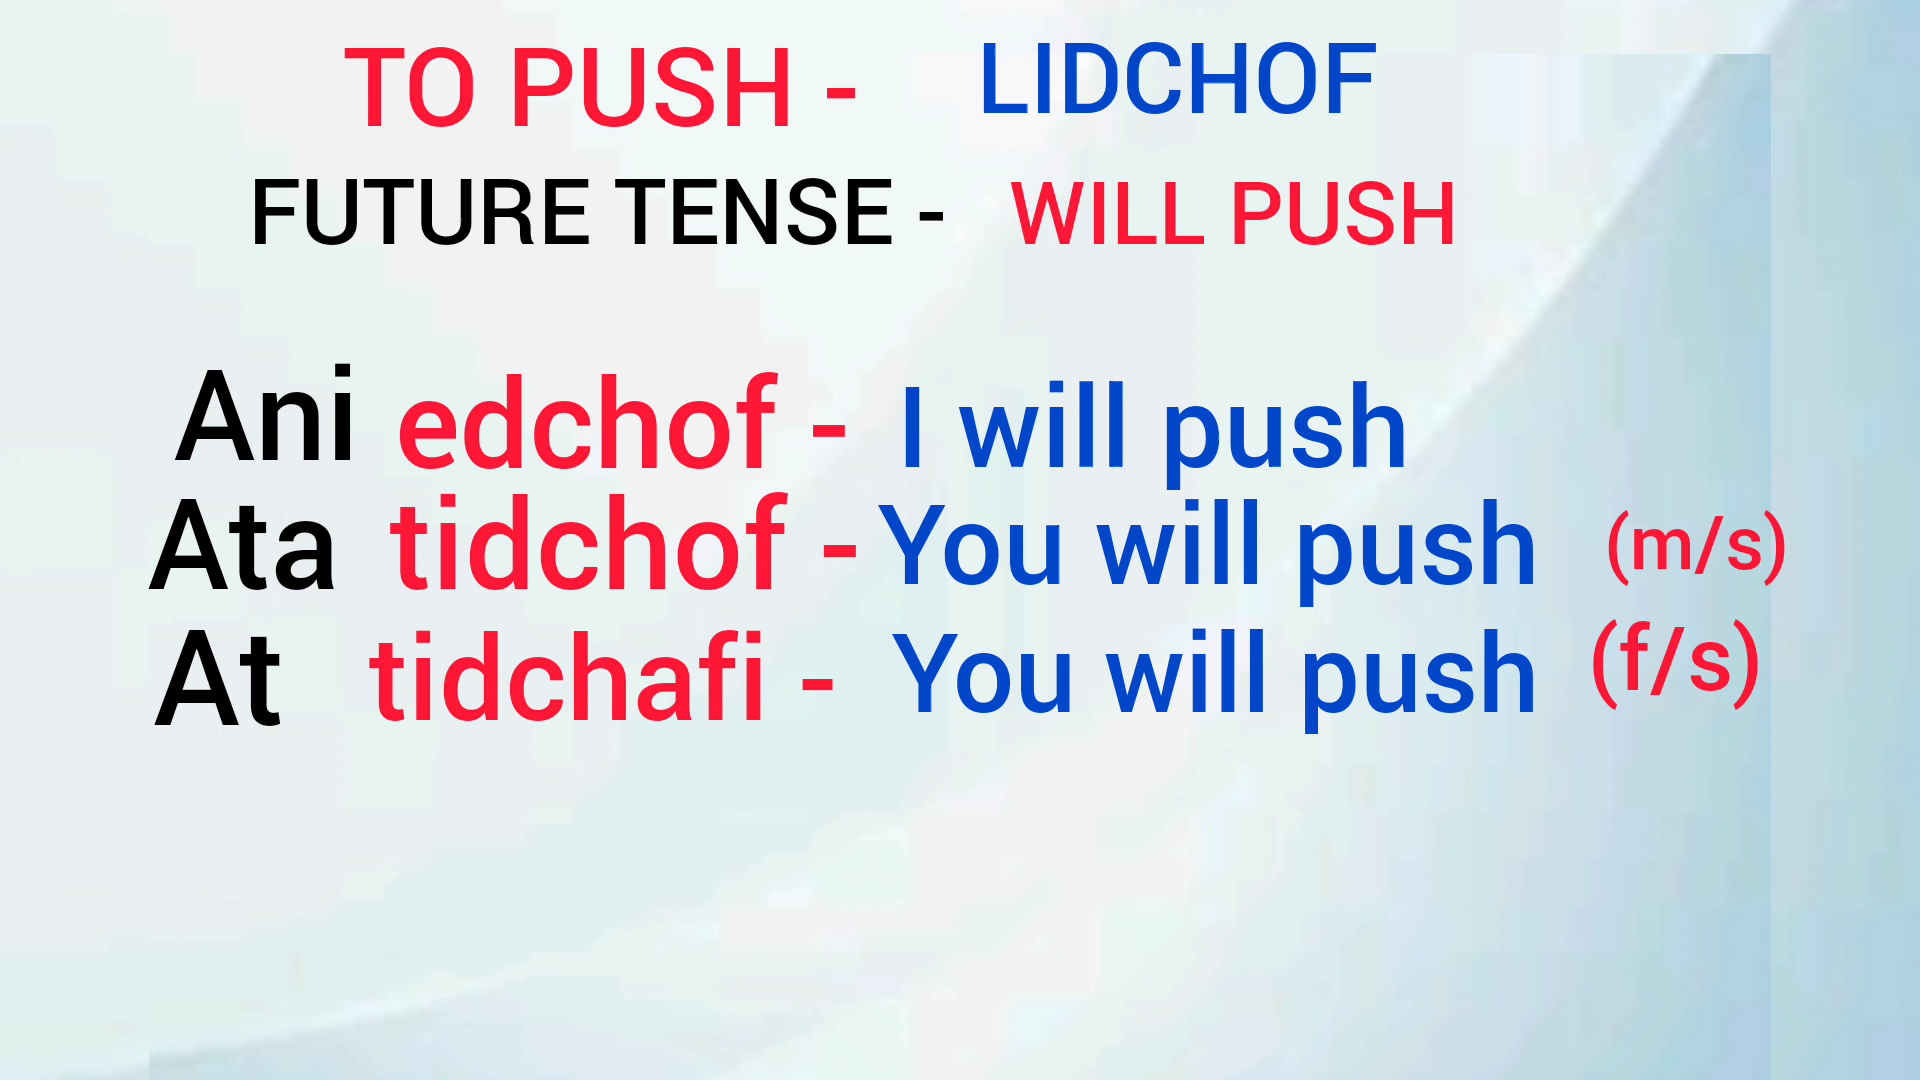 TO PUSH - LIDCHOF
FUTURE TENSE - WILL PUSH
Ani edchof - I will push
Ata tidchof - You will push (m/s)
At tidchafi - You will push (f/s)